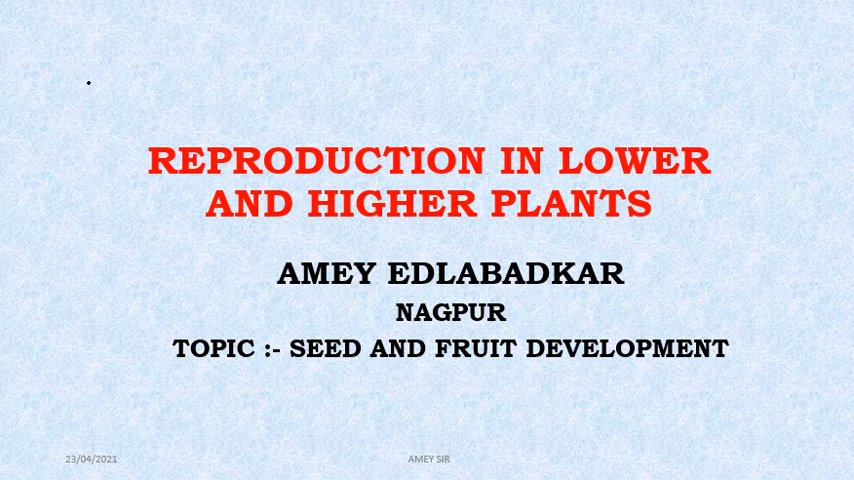 REPRODUCTION IN LOWER
AND HIGHER PLANTS
AMEY EDLABADKAR
NAGPUR
TOPIC :- SEED AND FRUIT DEVELOPMENT
23/04/2021
AMEY SIR